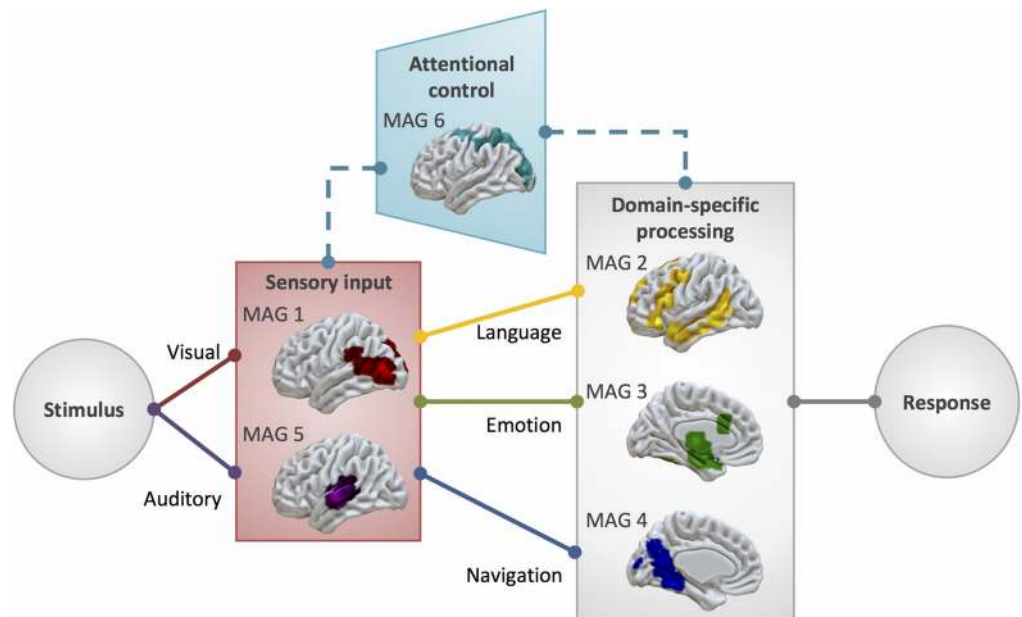 Attentional
control
MAG 6
Domain-specific
processing
MAG 2
Sensory input
MAG 1
Language
Visual
MAG 3
Stimulus
Response
Emotion
MAG 5
Auditory
MAG 4
Navigation